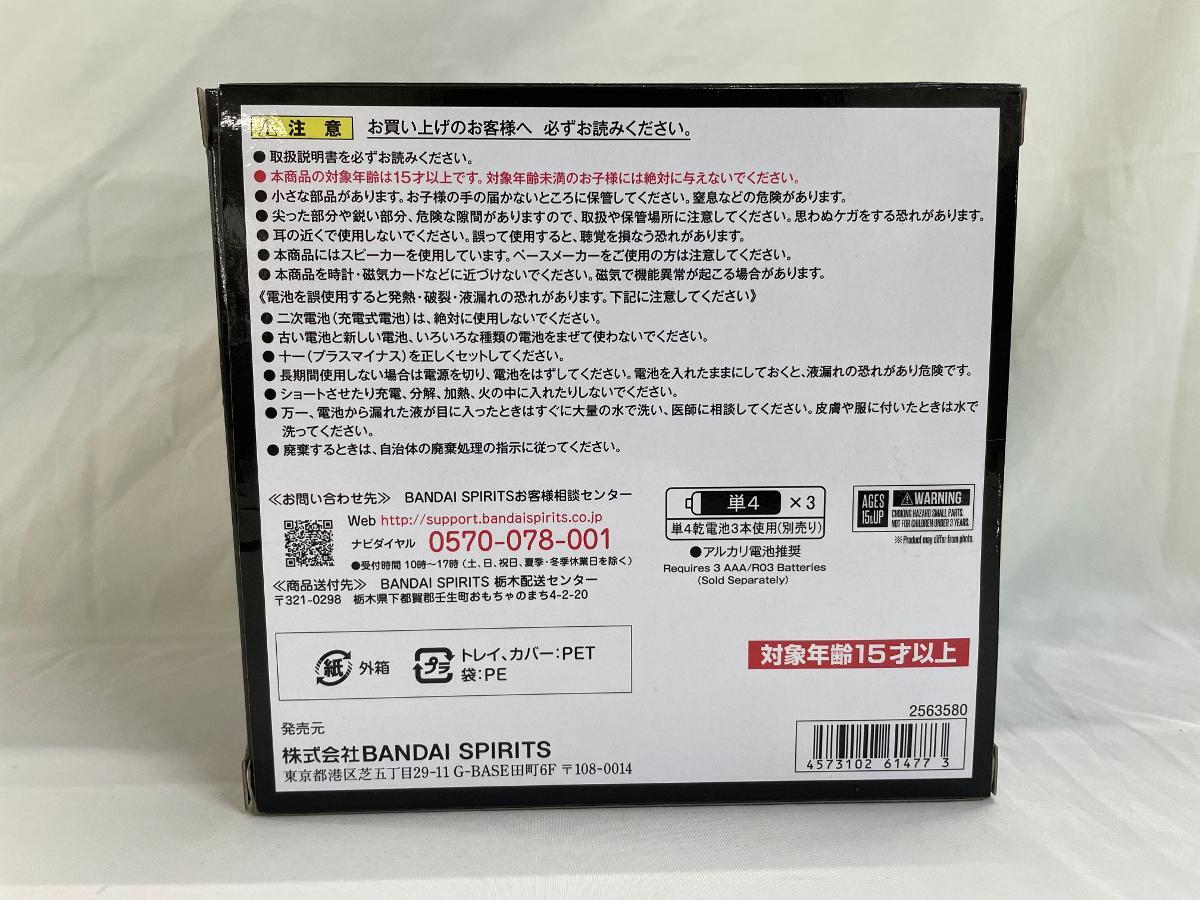 注意 お買い上げのお客様へ 必ずお読みください。
●取扱説明書を必ずお読みください。
●本商品の対象年齢は15才以上です。対象年齢未満のお子様には絶対に与えないでください。
●小さな部品があります。お子様の手の届かないところに保管してください。窒息などの危険があります。
●尖った部分や鋭い部分、危険な隙間がありますので、取扱や保管場所に注意してください。思わぬケガをする恐れがあります。
●耳の近くで使用しないでください。誤って使用すると、聴覚を損なう恐れがあります。
●本商品にはスピーカーを使用しています。ペースメーカーをご使用の方は注意してください。
●本商品を時計・磁気カードなどに近づけないでください。磁気で機能異常が起こる場合があります。
《電池を誤使用すると発熱・破裂・液漏れの恐れがあります。下記に注意してください》
●二次電池(充電式電池)は、絶対に使用しないでください。
●古い電池と新しい電池、いろいろな種類の電池をまぜて使わないでください。
●+-(プラスマイナス)を正しくセットしてください。
●長期間使用しない場合は電源を切り、電池をはずしてください。電池を入れたままにしておくと、液漏れの恐れがあり危険です。
●ショートさせたり充電、分解、加熱、火の中に入れたりしないでください。
●万一、電池から漏れた液が目に入ったときはすぐに大量の水で洗い、医師に相談してください。皮膚や服に付いたときは水で
洗ってください。
●廃棄するときは、自治体の廃棄処理の指示に従ってください。
≪お問い合わせ先≫ BANDAI SPIRITSお客様相談センター
Web http://support.bandaispirits.co.jp
ナビダイヤル 0570-078-001
●受付時間 10時〜17時(土、日、祝日、夏季・冬季休業日を除く)
≪商品送付先≫ BANDAI SPIRITS 栃木配送センター
〒321-0298 栃木県下都賀郡壬生町おもちゃのまち4-2-20
単4 ×3
単4乾電池3本使用(別売り)
●アルカリ電池推奨
Requires 3 AAA/R03 Batteries
(Sold Separately)
AGES
15&UP
WARNING
CHOKING HAZARD SMALL PARTS.
NOT FOR CHILDREN UNDER 3 YEARS.
※Product may differ from photo.
紙 外箱
プラ トレイ、カバー:PET
袋:PE
対象年齢15才以上
発売元
株式会社BANDAI SPIRITS
東京都港区芝五丁目29-11 G-BASE田町6F 〒108-0014
2563580
4573102 61477 3